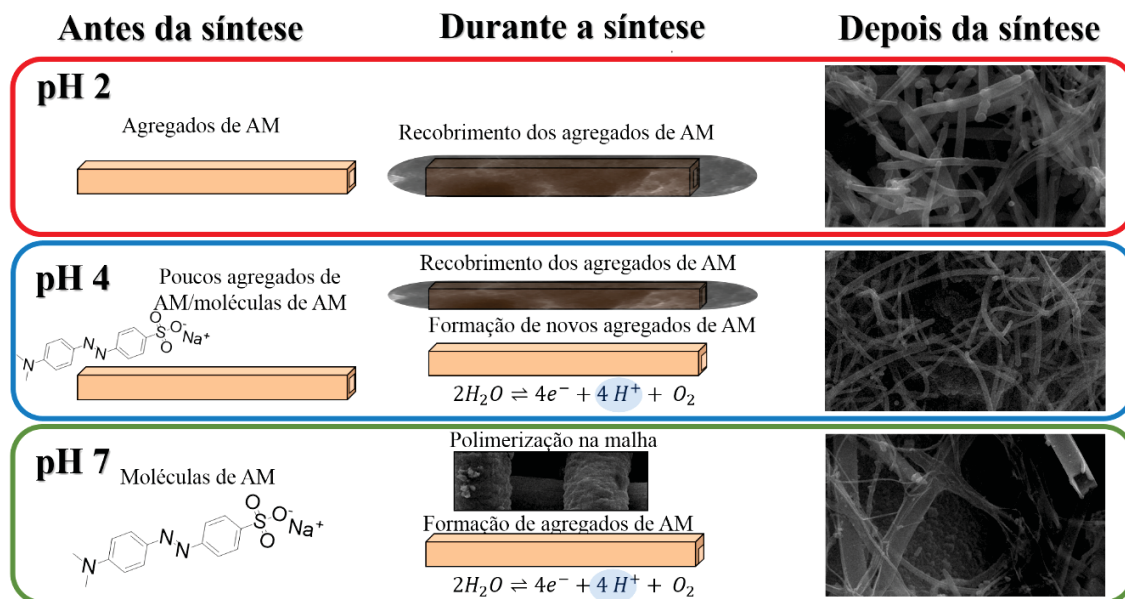 Antes da síntese
Durante a síntese
Depois da síntese
pH 2
Agregados de AM
Recobrimento dos agregados de AM
pH 4
Poucos agregados de
AM/moléculas de AM
O
O
S
O⁻
Na⁺
N
N
N
Recobrimento dos agregados de AM
Formação de novos agregados de AM
2H₂O ⇌ 4e⁻ + 4 H⁺ + O₂
pH 7
Moléculas de AM
O
O
S
O⁻
Na⁺
N
N
N
Polimerização na malha
Formação de agregados de AM
2H₂O ⇌ 4e⁻ + 4 H⁺ + O₂